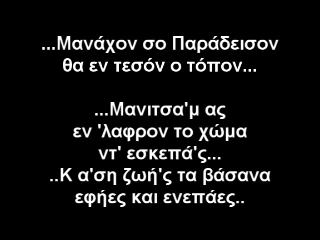 ...Μανάχον σο Παράδεισον
θα εν τεσόν ο τόπον...
...Μανιτσα'μ ας
εν 'λαφρον το χώμα
ντ' εσκεπά'ς...
..Κ α'ση ζωή'ς τα βάσανα
εφήες και ενεπάες..